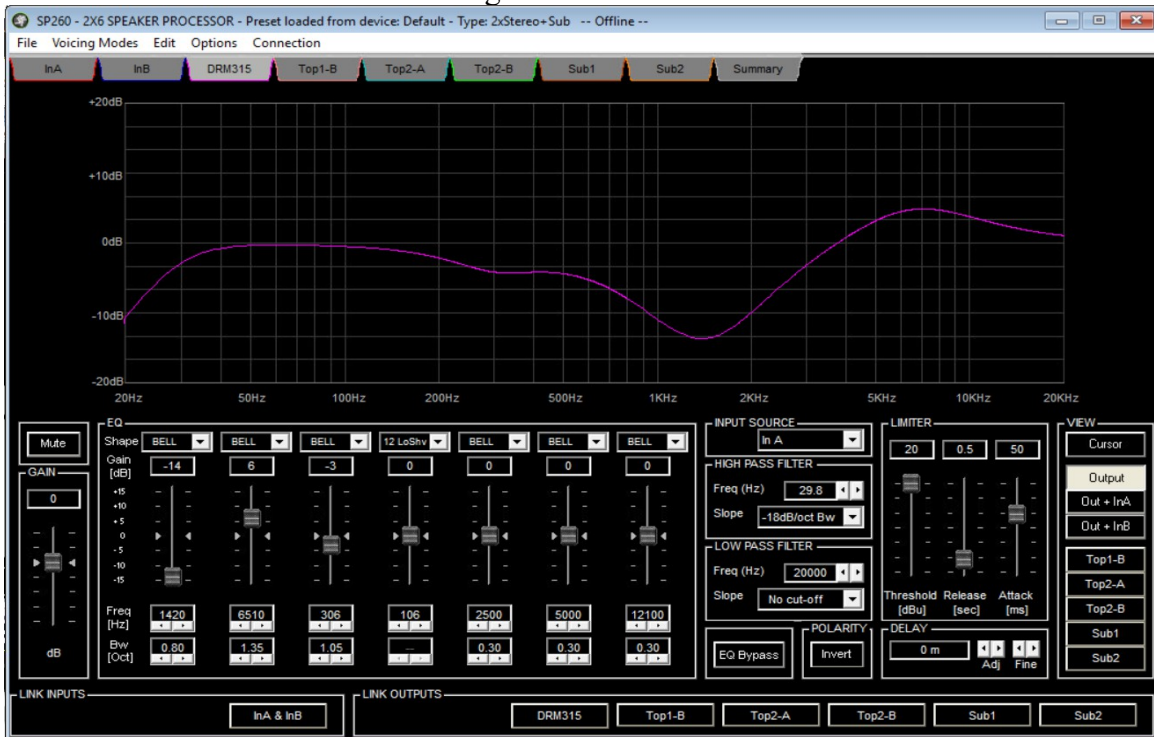 SP260 - 2X6 SPEAKER PROCESSOR - Preset loaded from device: Default - Type: 2xStereo+Sub -- Offline --
File Voicing Modes Edit Options Connection
InA InB DRM315 Top1-B Top2-A Top2-B Sub1 Sub2 Summary
+20dB
+10dB
0dB
-10dB
-20dB
20Hz 50Hz 100Hz 200Hz 500Hz 1KHz 2KHz 5KHz 10KHz 20KHz
Mute
GAIN
0
dB
EQ
Shape BELL BELL BELL 12 LoShv BELL BELL BELL
Gain [dB] -14 6 -3 0 0 0 0
+15
+10
+5
0
-5
-10
-15
Freq [Hz] 1420 6510 306 106 2500 5000 12100
Bw [Oct] 0.80 1.35 1.05 --- 0.30 0.30 0.30
INPUT SOURCE
In A
HIGH PASS FILTER
Freq (Hz) 29.8
Slope -18dB/oct Bw
LOW PASS FILTER
Freq (Hz) 20000
Slope No cut-off
EQ Bypass
POLARITY
Invert
LIMITER
20 0.5 50
Threshold [dBu] Release [sec] Attack [ms]
DELAY
0 m
Adj Fine
VIEW
Cursor
Output
Out + InA
Out + InB
Top1-B
Top2-A
Top2-B
Sub1
Sub2
LINK INPUTS
InA & InB
LINK OUTPUTS
DRM315 Top1-B Top2-A Top2-B Sub1 Sub2